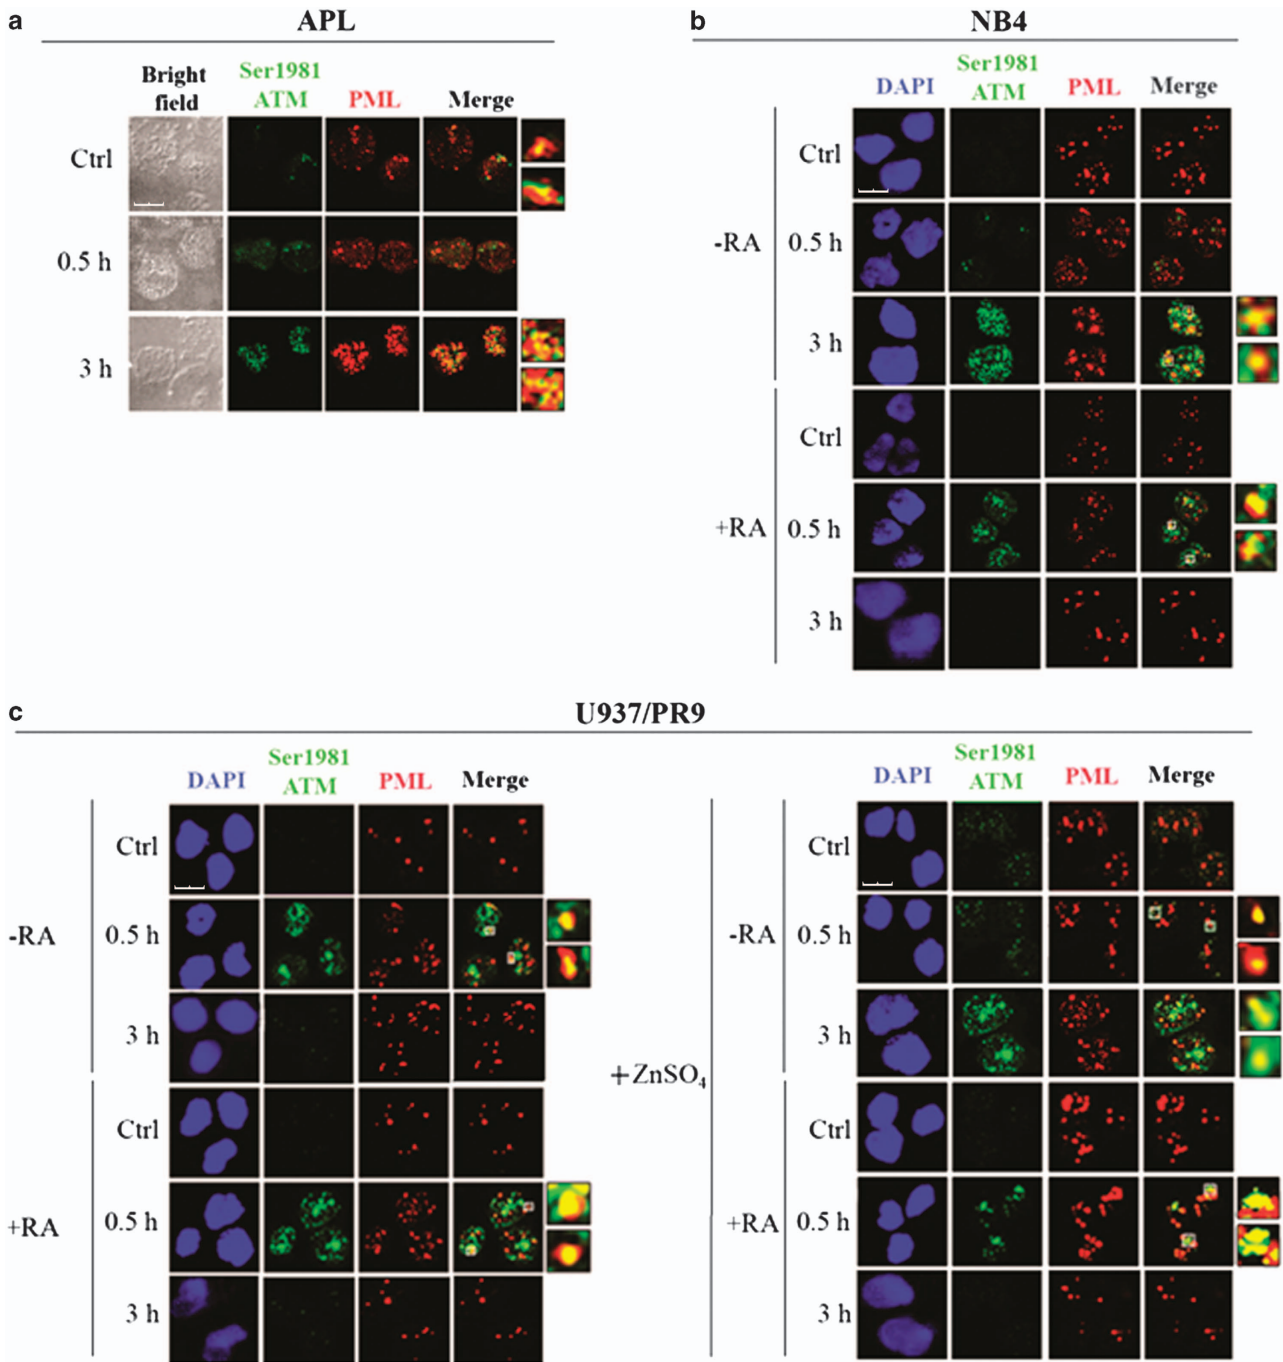 a
APL
Bright field
Ser1981 ATM
PML
Merge
Ctrl
0.5 h
3 h
b
NB4
DAPI
Ser1981 ATM
PML
Merge
-RA
Ctrl
0.5 h
3 h
+RA
Ctrl
0.5 h
3 h
c
U937/PR9
DAPI
Ser1981 ATM
PML
Merge
-RA
Ctrl
0.5 h
3 h
+RA
Ctrl
0.5 h
3 h
+ZnSO₄
DAPI
Ser1981 ATM
PML
Merge
-RA
Ctrl
0.5 h
3 h
+RA
Ctrl
0.5 h
3 h